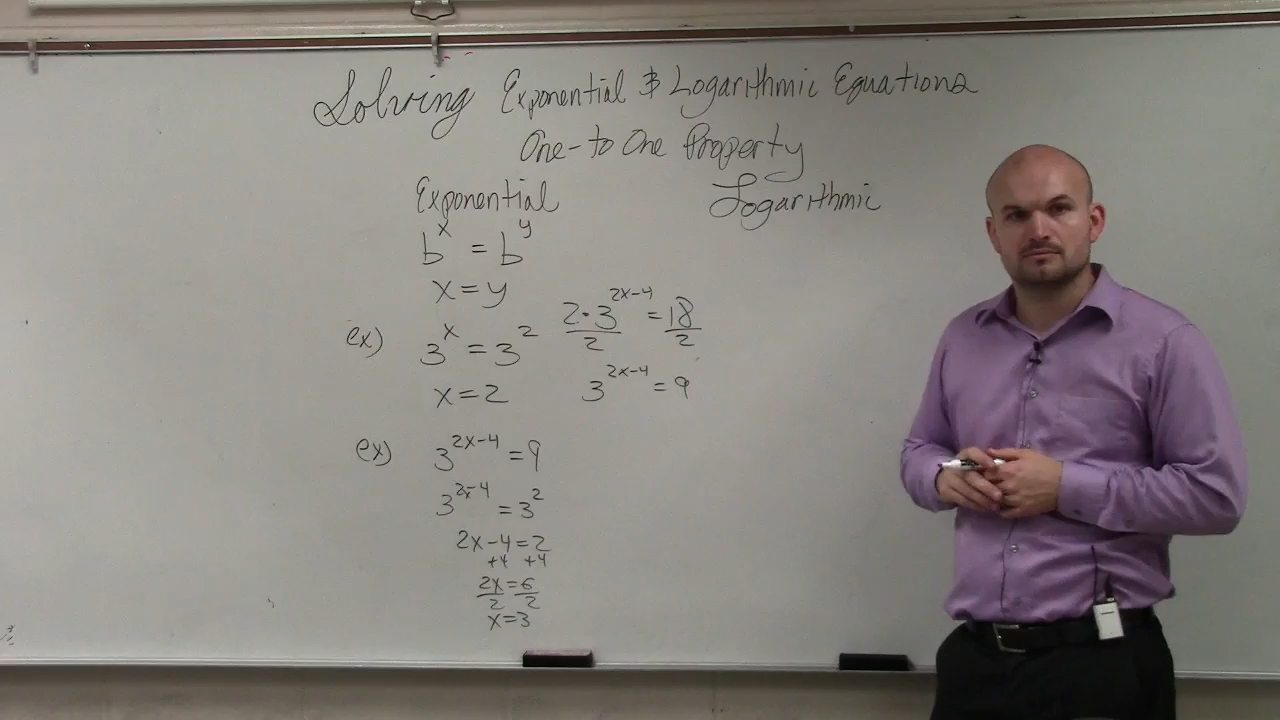 Solving Exponential & Logarithmic Equations
One-to One Property
Exponential
Logarithmic
b^x = b^y
x = y
ex) 3^x = 3^2
x = 2
2·3^(2x-4) = 18
2 2
3^(2x-4) = 9
ex) 3^(2x-4) = 9
3^(2x-4) = 3^2
2x-4 = 2
+4 +4
2x = 6
2 2
x = 3